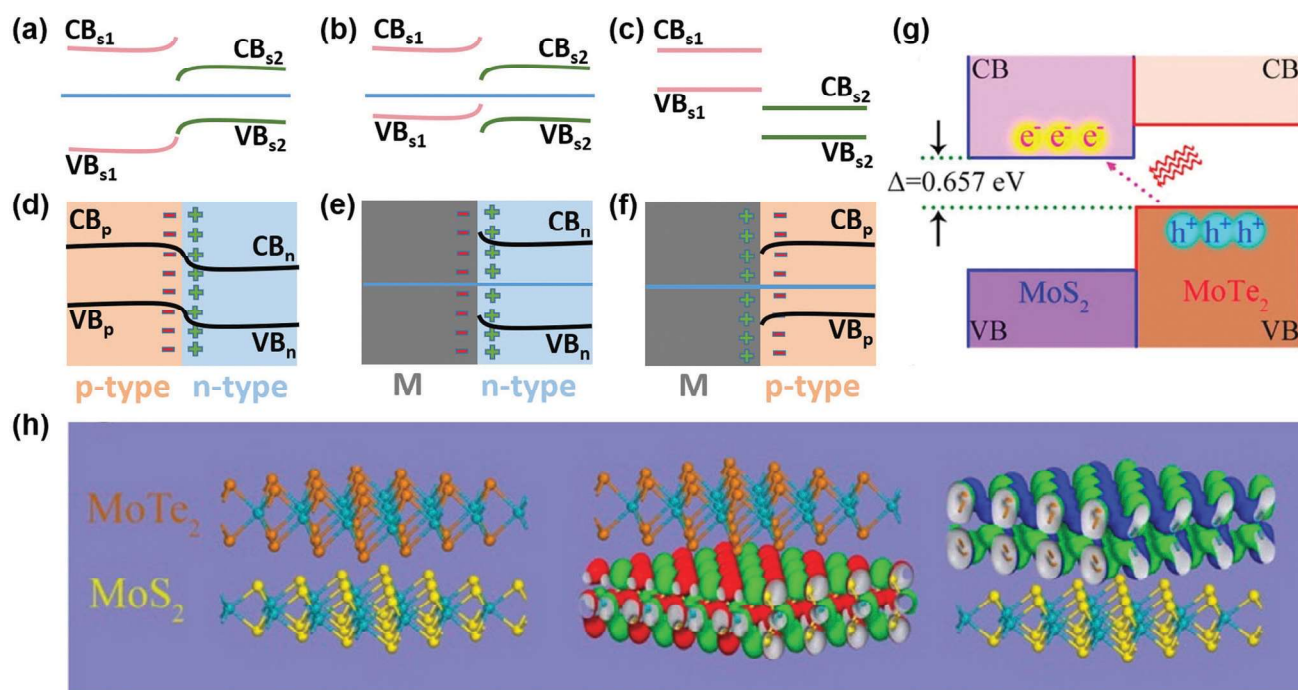 (a)
CBs1
CBs2
VBs1
VBs2
(b)
CBs1
CBs2
VBs1
VBs2
(c)
CBs1
VBs1
CBs2
VBs2
(d)
CBp
CBn
VBp
VBn
p-type n-type
(e)
CBn
VBn
M n-type
(f)
CBp
VBp
M p-type
(g)
CB CB
e- e- e-
Δ=0.657 eV
h+ h+ h+
MoS2 MoTe2
VB VB
(h)
MoTe2
MoS2